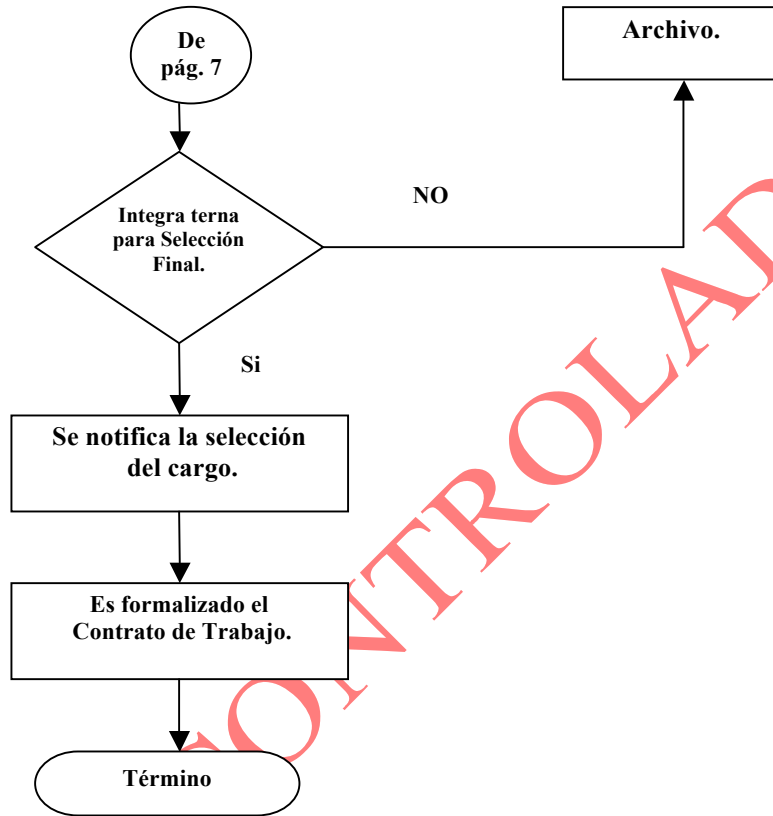 De
pág. 7
Archivo.
Integra terna
para Selección
Final.
NO
Si
Se notifica la selección
del cargo.
Es formalizado el
Contrato de Trabajo.
Término